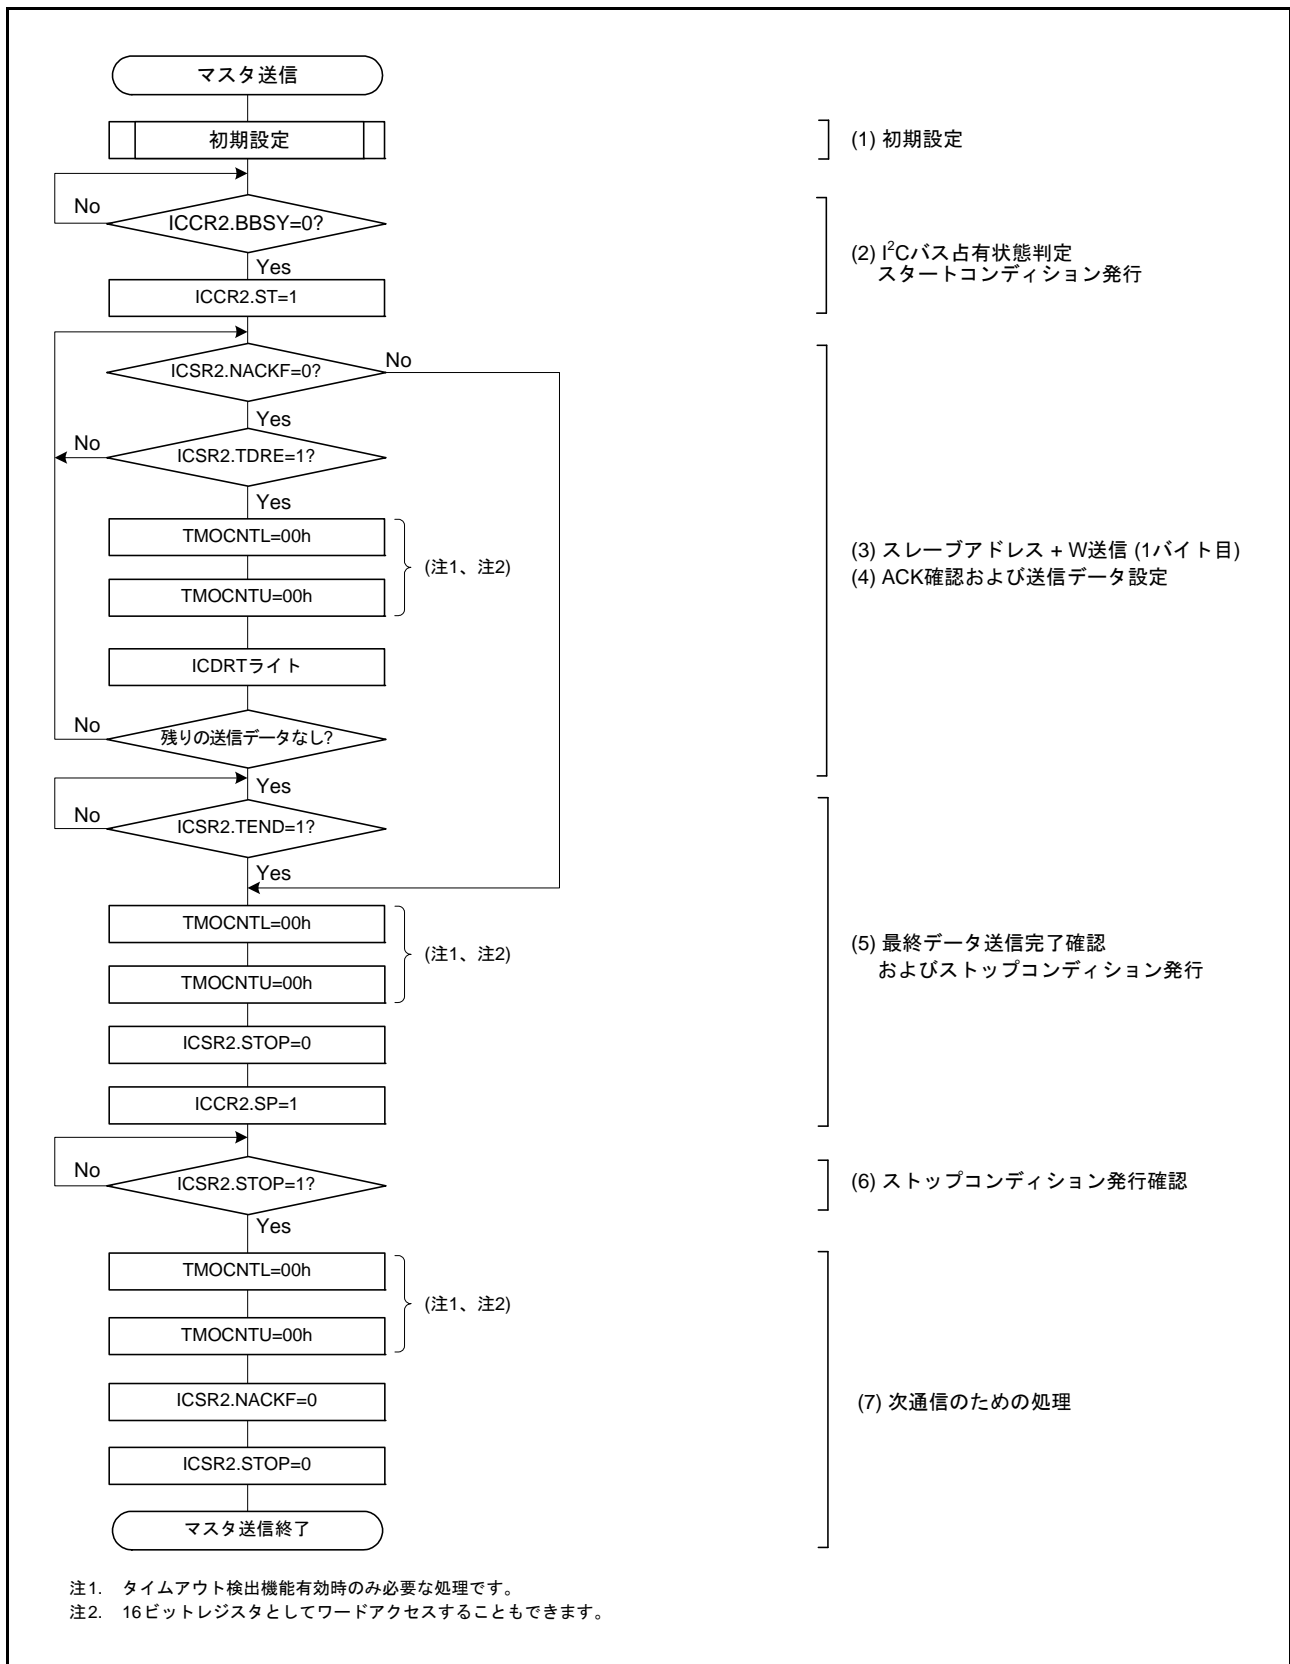 マスタ送信
初期設定
(1) 初期設定
No
ICCR2.BBSY=0?
Yes
ICCR2.ST=1
(2) I²Cバス占有状態判定
スタートコンディション発行
ICSR2.NACKF=0?
No
Yes
No
ICSR2.TDRE=1?
Yes
TMOCNTL=00h
(注1、注2)
TMOCNTU=00h
ICDRTライト
No
残りの送信データなし?
(3) スレーブアドレス + W送信 (1バイト目)
(4) ACK確認および送信データ設定
Yes
No
ICSR2.TEND=1?
Yes
TMOCNTL=00h
(注1、注2)
TMOCNTU=00h
ICSR2.STOP=0
ICCR2.SP=1
(5) 最終データ送信完了確認
およびストップコンディション発行
No
ICSR2.STOP=1?
(6) ストップコンディション発行確認
Yes
TMOCNTL=00h
(注1、注2)
TMOCNTU=00h
ICSR2.NACKF=0
(7) 次通信のための処理
ICSR2.STOP=0
マスタ送信終了
注1. タイムアウト検出機能有効時のみ必要な処理です。
注2. 16ビットレジスタとしてワードアクセスすることもできます。